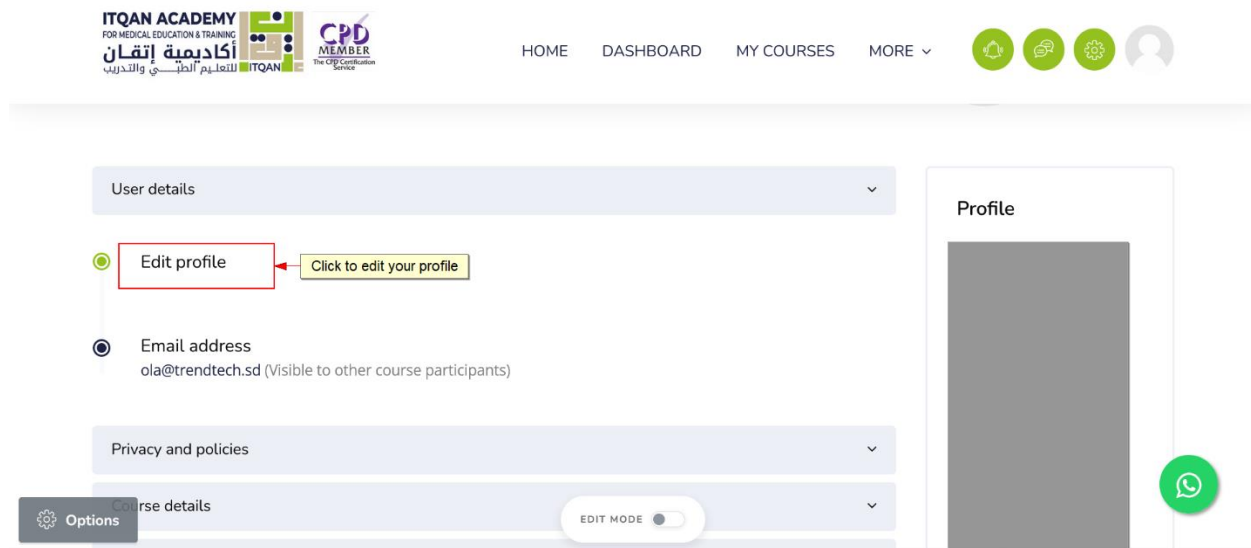 ITQAN ACADEMY
FOR MEDICAL EDUCATION & TRAINING
أكاديمية إتقـان
للتعليم الطبـــــي والتدريب
ITQAN
CPD
MEMBER
The CPD Certification
Service
HOME DASHBOARD MY COURSES MORE
User details
Profile
Edit profile
Click to edit your profile
Email address
ola@trendtech.sd (Visible to other course participants)
Privacy and policies
Course details
Options
EDIT MODE